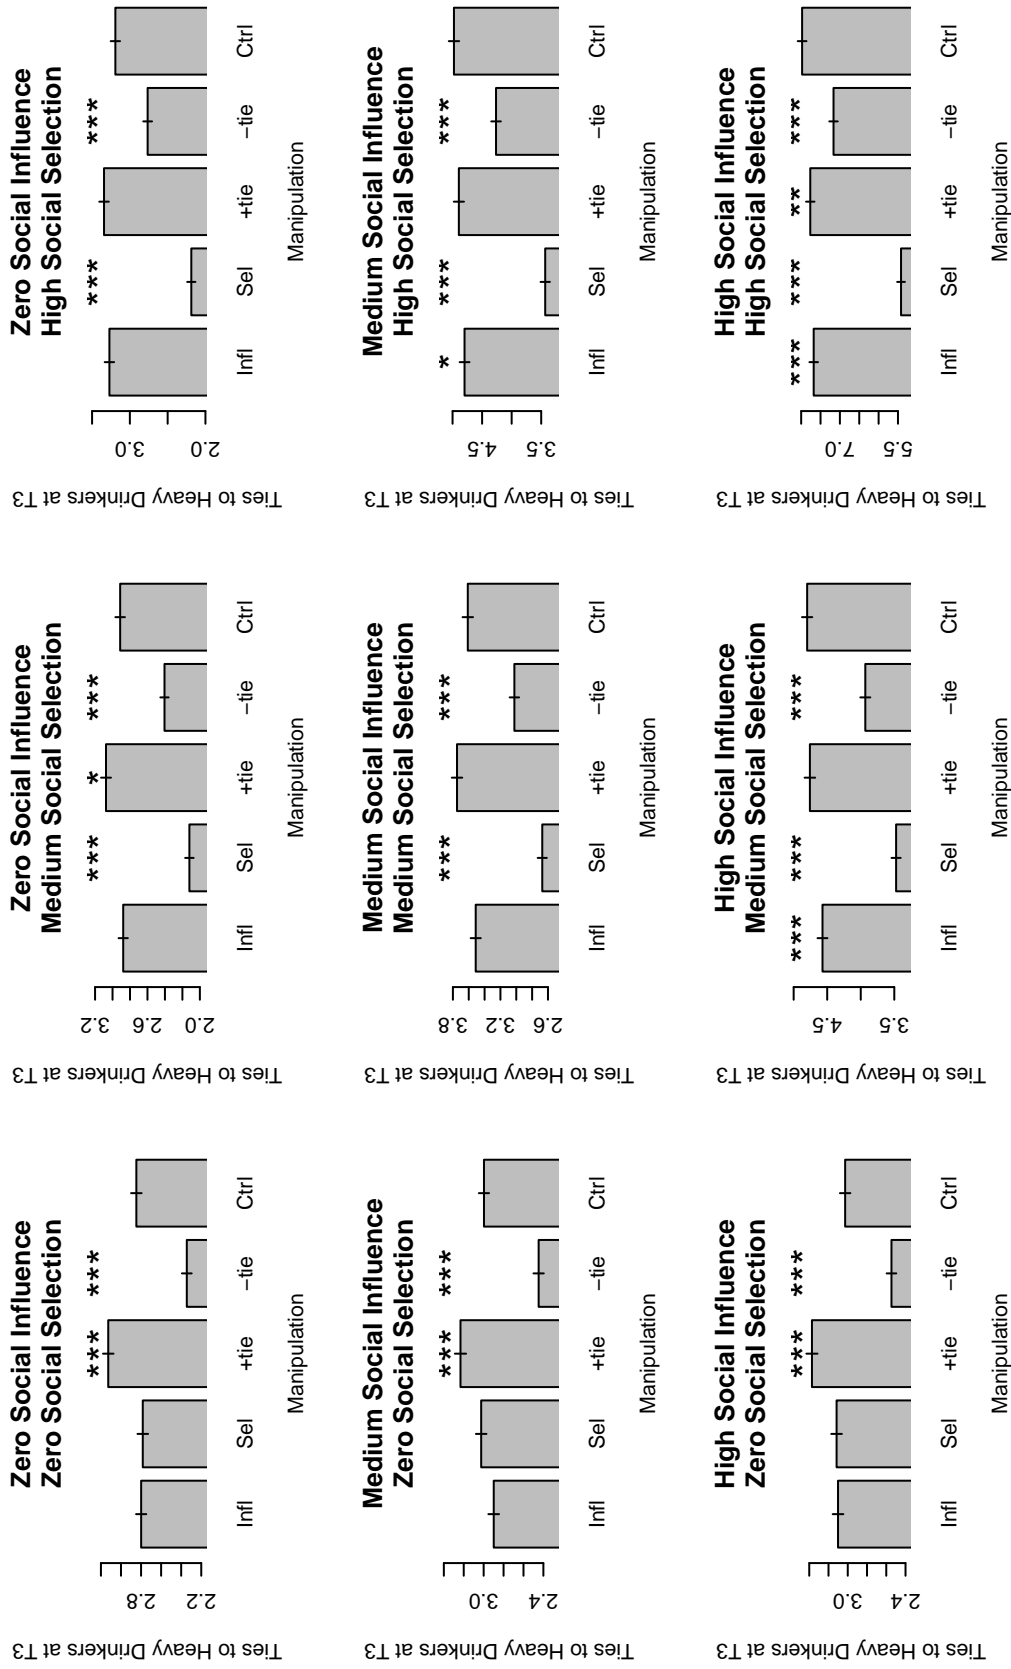 Zero Social Influence
Zero Social Selection
Ties to Heavy Drinkers at T3
2.8
2.2
*** ***
Infl Sel +tie −tie Ctrl
Manipulation
Zero Social Influence
Medium Social Selection
Ties to Heavy Drinkers at T3
3.2
2.6
2.0
*** * ***
Infl Sel +tie −tie Ctrl
Manipulation
Zero Social Influence
High Social Selection
Ties to Heavy Drinkers at T3
3.0
2.0
*** ***
Infl Sel +tie −tie Ctrl
Manipulation
Medium Social Influence
Zero Social Selection
Ties to Heavy Drinkers at T3
3.0
2.4
*** ***
Infl Sel +tie −tie Ctrl
Manipulation
Medium Social Influence
Medium Social Selection
Ties to Heavy Drinkers at T3
3.8
3.2
2.6
*** ***
Infl Sel +tie −tie Ctrl
Manipulation
Medium Social Influence
High Social Selection
Ties to Heavy Drinkers at T3
4.5
3.5
* *** ***
Infl Sel +tie −tie Ctrl
Manipulation
High Social Influence
Zero Social Selection
Ties to Heavy Drinkers at T3
3.0
2.4
*** ***
Infl Sel +tie −tie Ctrl
Manipulation
High Social Influence
Medium Social Selection
Ties to Heavy Drinkers at T3
4.5
3.5
*** *** ***
Infl Sel +tie −tie Ctrl
Manipulation
High Social Influence
High Social Selection
Ties to Heavy Drinkers at T3
7.0
5.5
*** *** ** ***
Infl Sel +tie −tie Ctrl
Manipulation